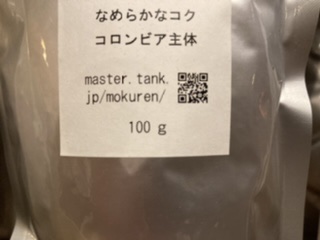 なめらかなコク
コロンビア主体
master.tank.
jp/mokuren/
100 g